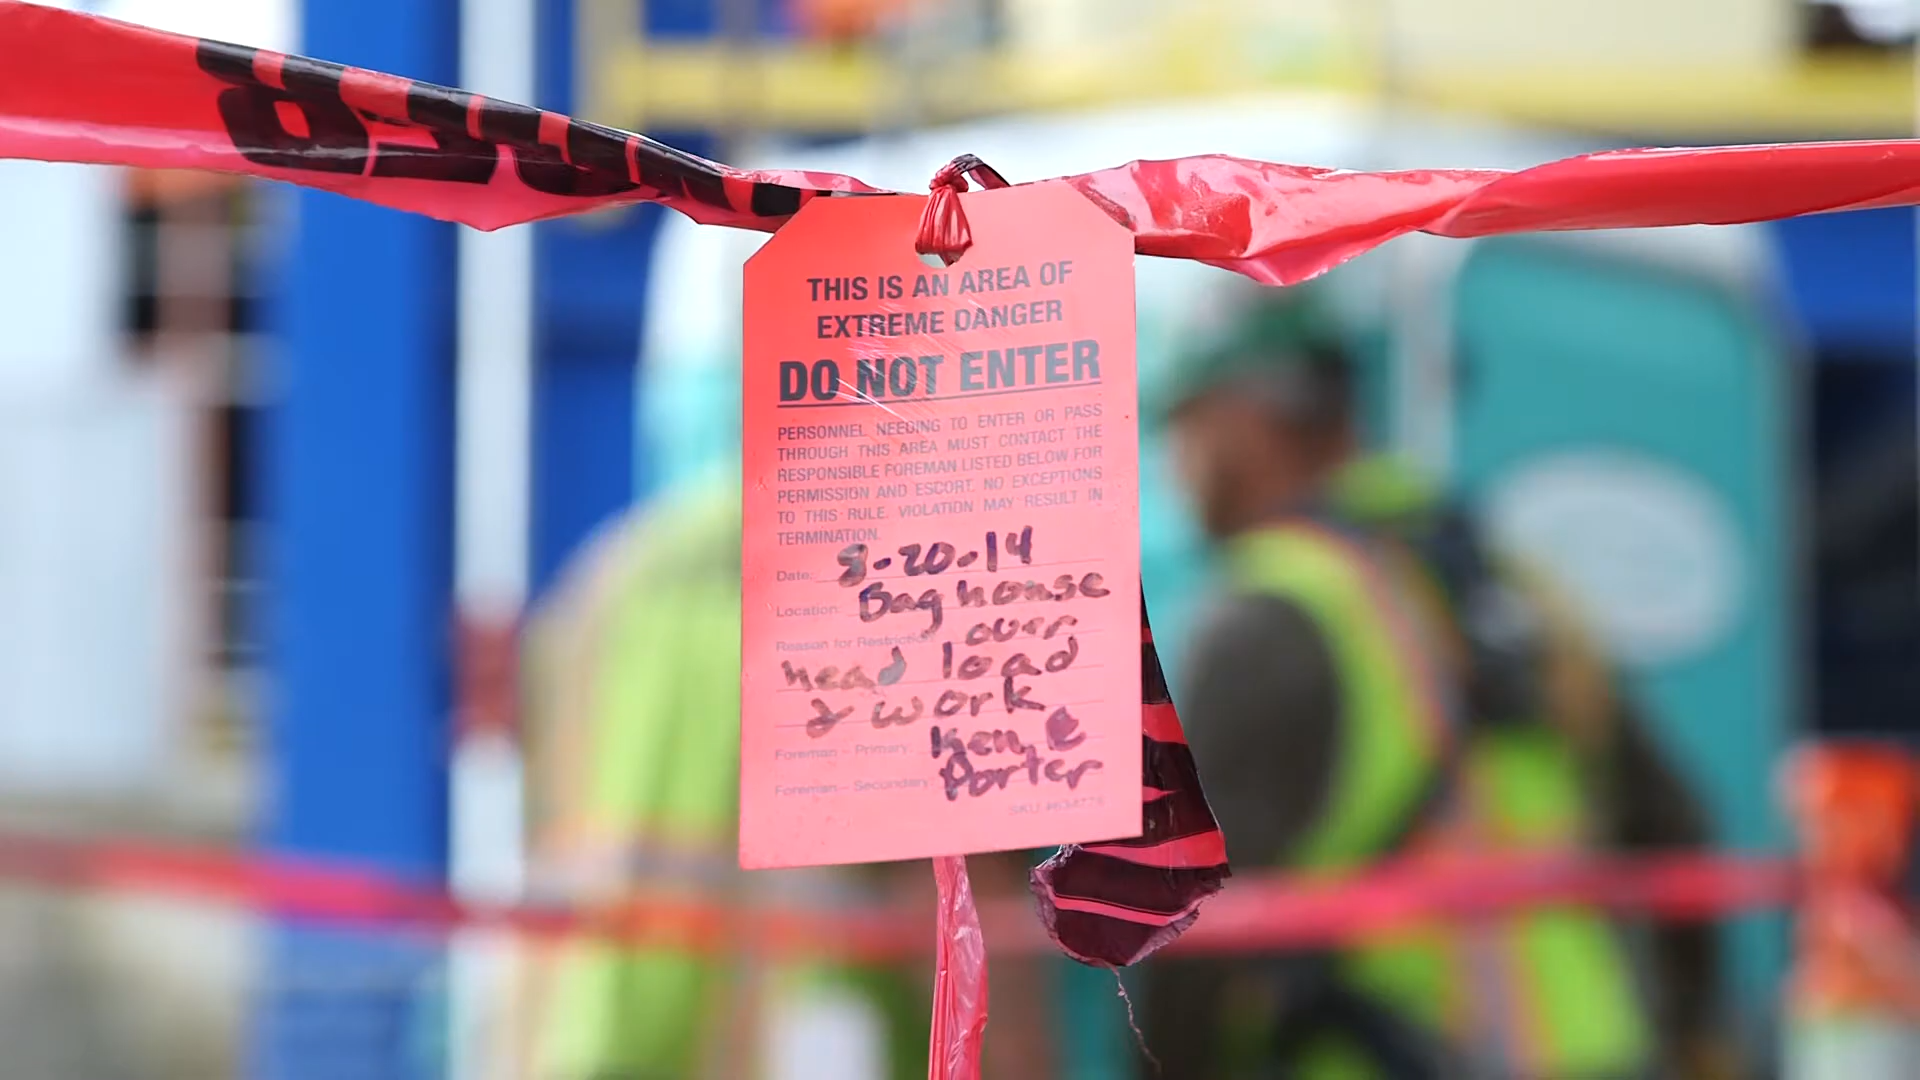 THIS IS AN AREA OF
EXTREME DANGER
DO NOT ENTER
PERSONNEL NEEDING TO ENTER OR PASS
THROUGH THIS AREA MUST CONTACT THE
RESPONSIBLE FOREMAN LISTED BELOW FOR
PERMISSION AND ESCORT. NO EXCEPTIONS
TO THIS RULE. VIOLATION MAY RESULT IN
TERMINATION.
Date: 8-20-14
Location: Baghouse
Reason for Restriction: over
head load
& work
Foreman - Primary: Ken
Foreman - Secondary: Porter
SKU